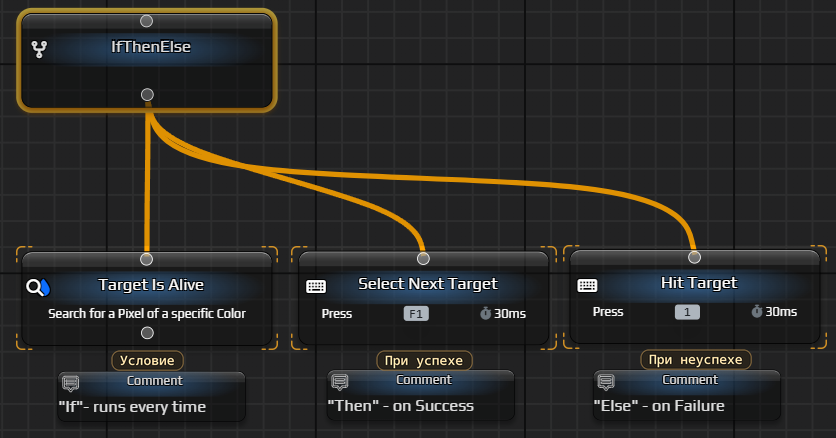 IfThenElse
Target Is Alive
Search for a Pixel of a specific Color
Условие
Comment
"If"- runs every time
Select Next Target
Press F1 30ms
При успехе
Comment
"Then" - on Success
Hit Target
Press 1 30ms
При неуспехе
Comment
"Else" - on Failure